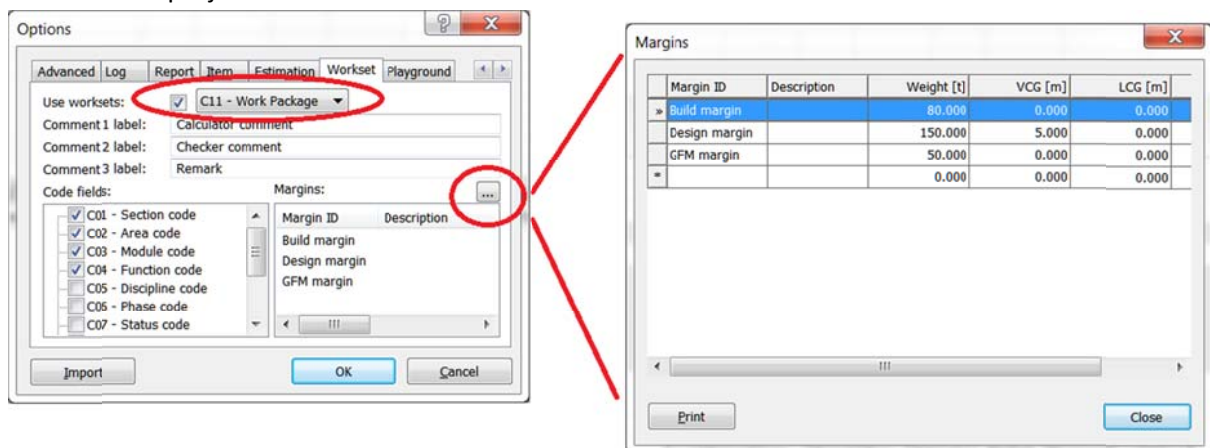 Options
Advanced Log Report Item Estimation Workset Playground
Use worksets: C11 - Work Package
Comment 1 label: Calculator comment
Comment 2 label: Checker comment
Comment 3 label: Remark
Code fields: Margins: ...
C01 - Section code
C02 - Area code
C03 - Module code
C04 - Function code
C05 - Discipline code
C06 - Phase code
C07 - Status code
Margin ID Description
Build margin
Design margin
GFM margin
Import OK Cancel
Margins
Margin ID Description Weight [t] VCG [m] LCG [m]
» Build margin 80.000 0.000 0.000
Design margin 150.000 5.000 0.000
GFM margin 50.000 0.000 0.000
* 0.000 0.000 0.000
Print Close